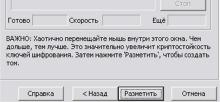 Стоп
Готово Скорость Ещё
ВАЖНО: Хаотично перемещайте мышь внутри этого окна. Чем
дольше, тем лучше. Это значительно увеличит криптостойкость
ключей шифрования. Затем нажмите 'Разметить', чтобы создать
том.
Справка < Назад Разметить Отмена